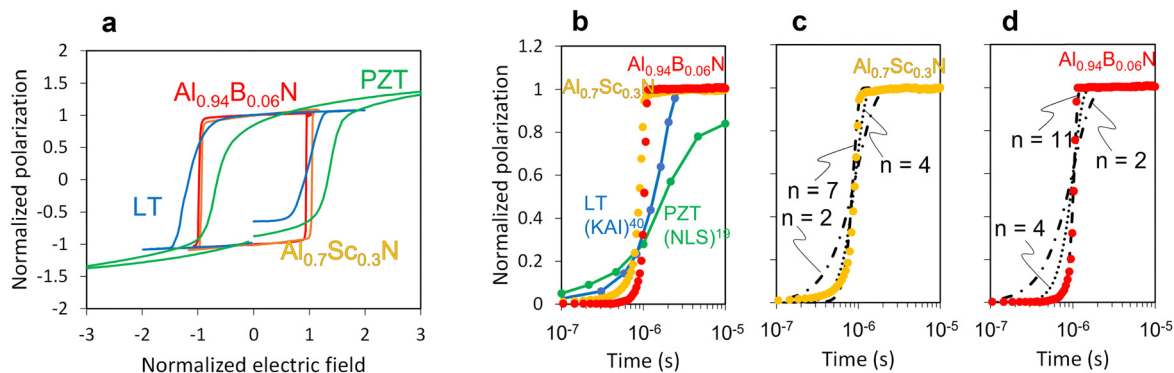 a
Normalized polarization
2
1.5
1
0.5
0
-0.5
-1
-1.5
-2
-3
-2
-1
0
1
2
3
Normalized electric field
Al0.94B0.06N
PZT
LT
Al0.7Sc0.3N
b
Normalized polarization
1.2
1
0.8
0.6
0.4
0.2
0
10-7
10-6
10-5
Time (s)
Al0.94B0.06N
Al0.7Sc0.3N
LT
(KAI)40
PZT
(NLS)19
c
Al0.7Sc0.3N
n = 4
n = 7
n = 2
10-7
10-6
10-5
Time (s)
d
Al0.94B0.06N
n =
11
n = 2
n = 4
10-7
10-6
10-5
Time (s)